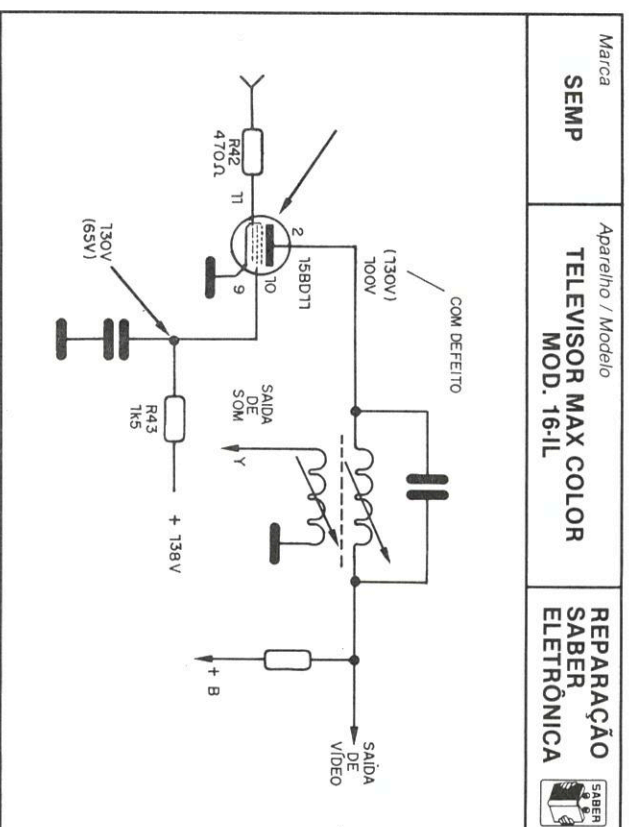 Marca
SEMP
Aparelho / Modelo
TELEVISOR MAX COLOR
MOD. 16-IL
REPARAÇÃO
SABER
ELETRÔNICA
SABER
COM DEFEITO
(130V)
100V
2
15BD11
10
11
9
R42
470Ω
130V
(65V)
R43
1k5
+ 138V
SAÍDA
DE
SOM
Y
+ B
SAÍDA
DE
VÍDEO